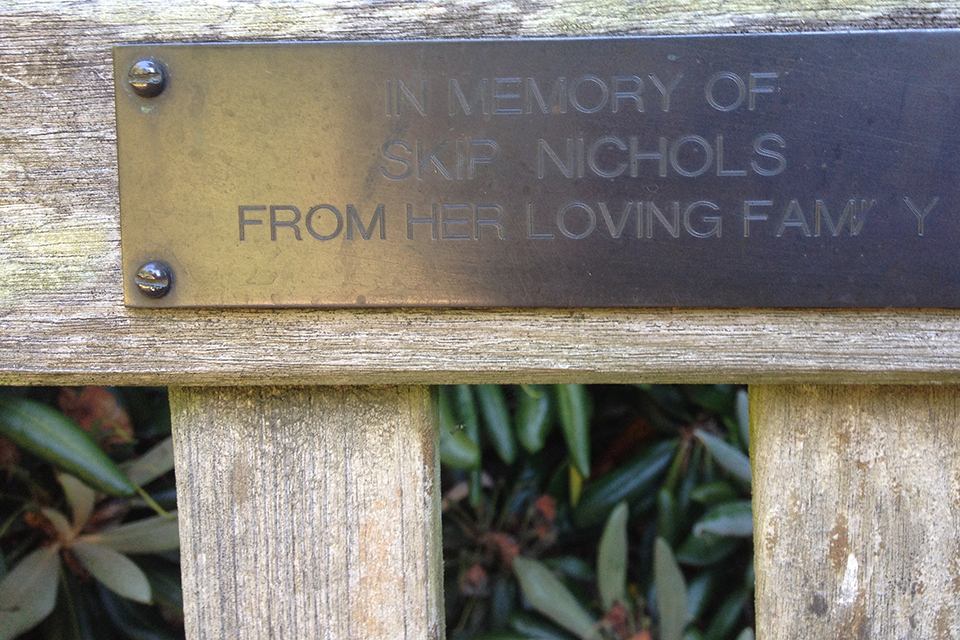 IN MEMORY OF
SKIP NICHOLS
FROM HER LOVING FAMILY